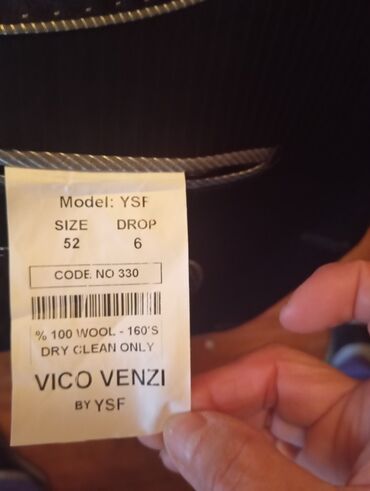 Model: YSF
SIZE DROP
52 6
CODE NO 330
% 100 WOOL - 160'S
DRY CLEAN ONLY
VICO VENZI
BY YSF